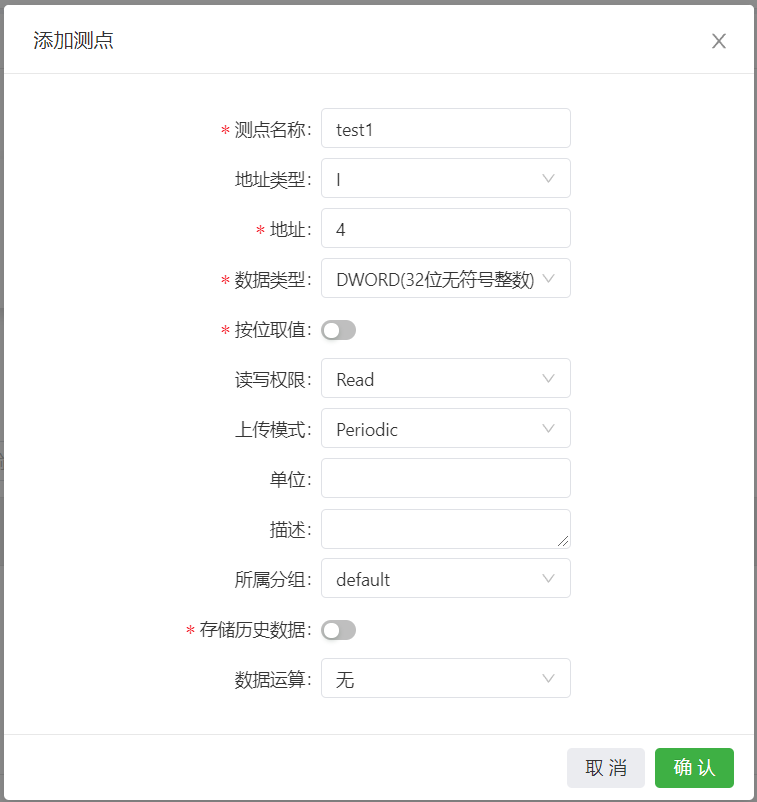 添加测点
* 测点名称: test1
地址类型: I
* 地址: 4
* 数据类型: DWORD(32位无符号整数)
* 按位取值:
读写权限: Read
上传模式: Periodic
单位:
描述:
所属分组: default
* 存储历史数据:
数据运算: 无
取 消 确 认